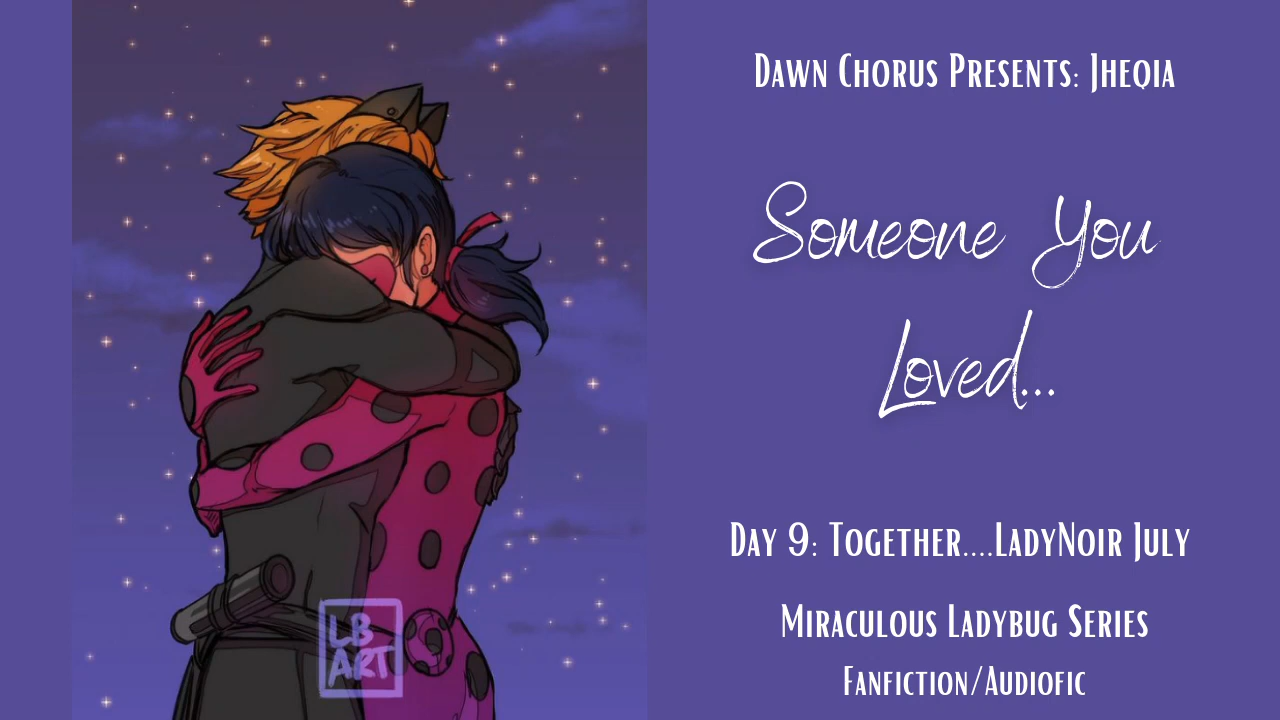 Dawn Chorus Presents: Jheqia
Someone You
Loved...
Day 9: Together....LadyNoir July
Miraculous Ladybug Series
Fanfiction/Audiofic
LB
ART